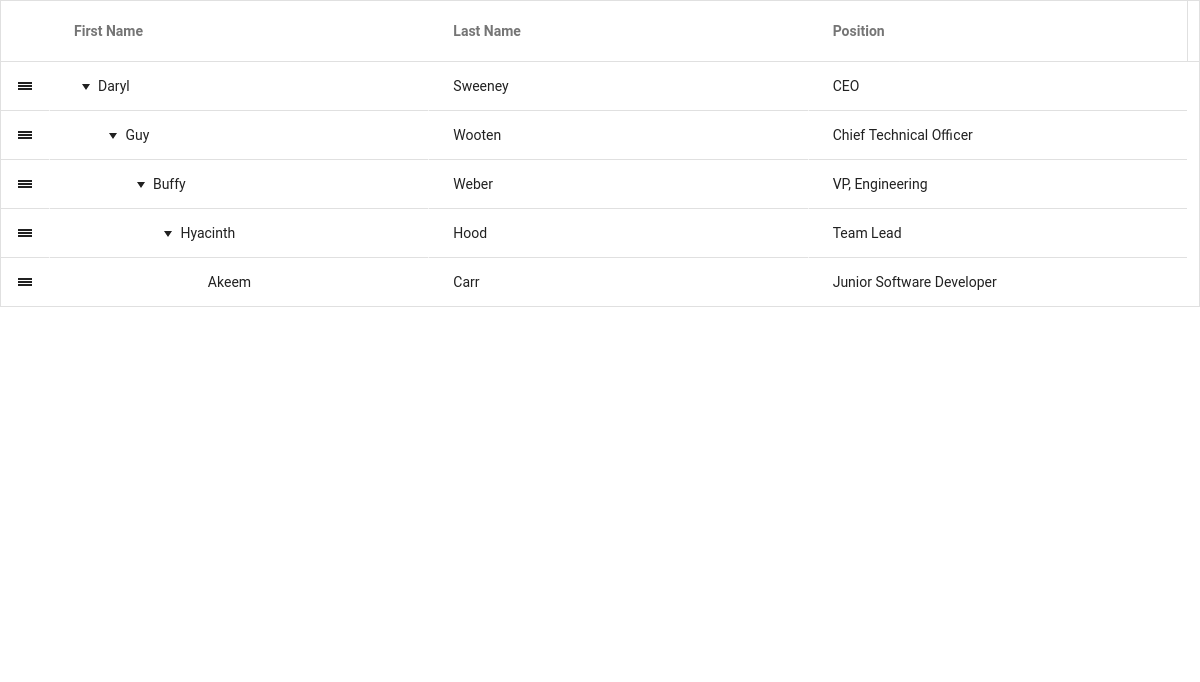 First Name Last Name Position
Daryl Sweeney CEO
Guy Wooten Chief Technical Officer
Buffy Weber VP, Engineering
Hyacinth Hood Team Lead
Akeem Carr Junior Software Developer